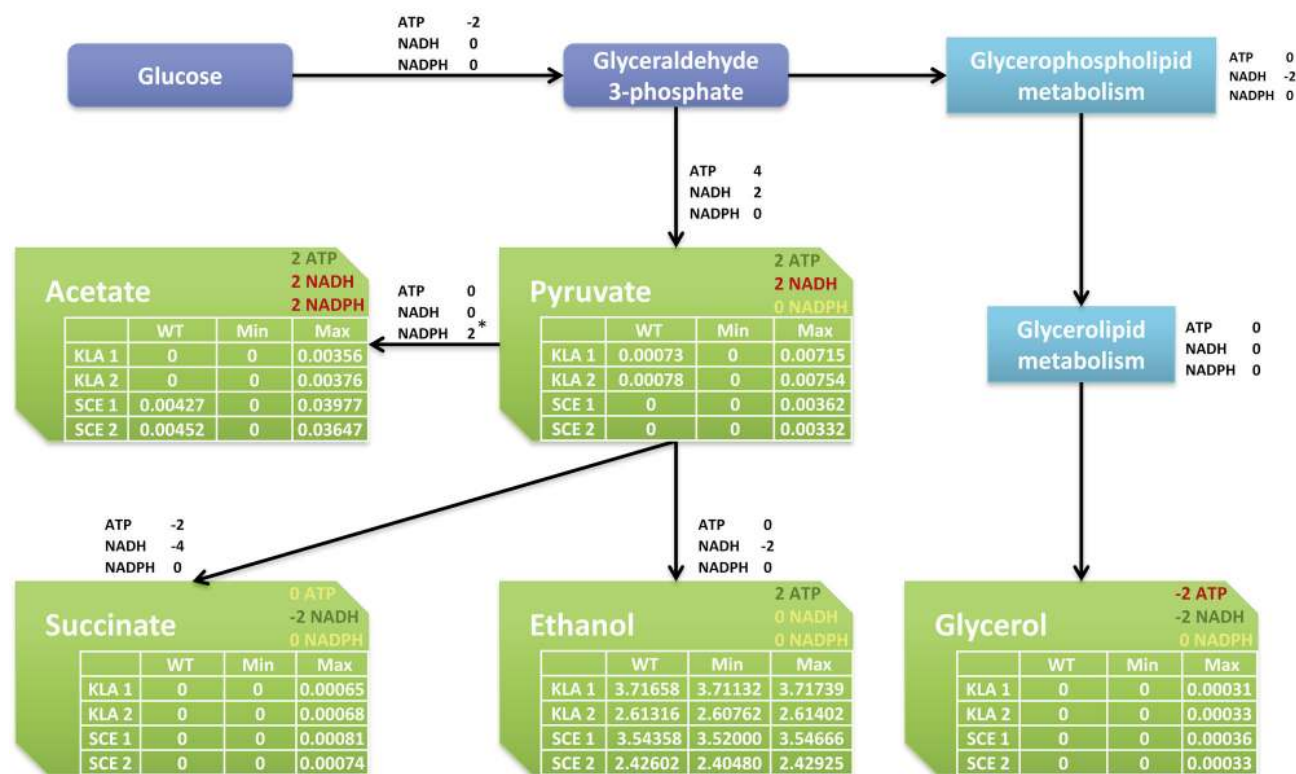 ATP -2
NADH 0
NADPH 0
Glucose
Glyceraldehyde
3-phosphate
Glycerophospholipid
metabolism
ATP 0
NADH -2
NADPH 0
ATP 4
NADH 2
NADPH 0
Acetate
2 ATP
2 NADH
2 NADPH
WT Min Max
KLA 1 0 0 0.00356
KLA 2 0 0 0.00376
SCE 1 0.00427 0 0.03977
SCE 2 0.00452 0 0.03647
ATP 0
NADH 0
NADPH 2*
Pyruvate
2 ATP
2 NADH
0 NADPH
WT Min Max
KLA 1 0.00073 0 0.00715
KLA 2 0.00078 0 0.00754
SCE 1 0 0 0.00362
SCE 2 0 0 0.00332
Glycerolipid
metabolism
ATP 0
NADH 0
NADPH 0
ATP -2
NADH -4
NADPH 0
ATP 0
NADH -2
NADPH 0
Succinate
0 ATP
-2 NADH
0 NADPH
WT Min Max
KLA 1 0 0 0.00065
KLA 2 0 0 0.00068
SCE 1 0 0 0.00081
SCE 2 0 0 0.00074
Ethanol
2 ATP
0 NADH
0 NADPH
WT Min Max
KLA 1 3.71658 3.71132 3.71739
KLA 2 2.61316 2.60762 2.61402
SCE 1 3.54358 3.52000 3.54666
SCE 2 2.42602 2.40480 2.42925
Glycerol
-2 ATP
-2 NADH
0 NADPH
WT Min Max
KLA 1 0 0 0.00031
KLA 2 0 0 0.00033
SCE 1 0 0 0.00036
SCE 2 0 0 0.00033